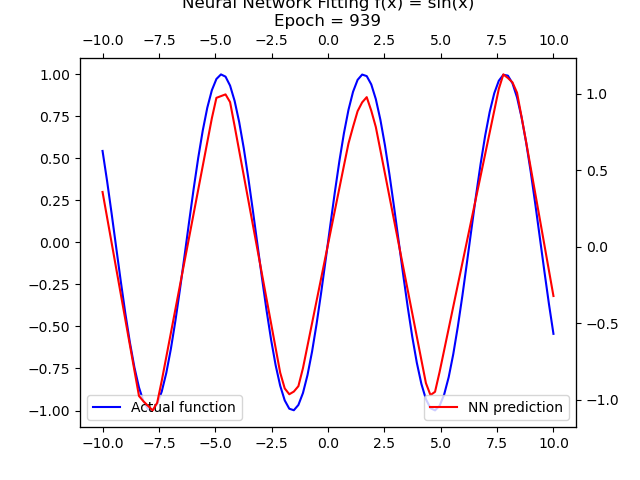 Neural Network Fitting f(x) = sin(x)
Epoch = 939
−10.0 −7.5 −5.0 −2.5 0.0 2.5 5.0 7.5 10.0
1.00
0.75
0.50
0.25
0.00
−0.25
−0.50
−0.75
−1.00
1.0
0.5
0.0
−0.5
−1.0
Actual function
NN prediction
−10.0 −7.5 −5.0 −2.5 0.0 2.5 5.0 7.5 10.0